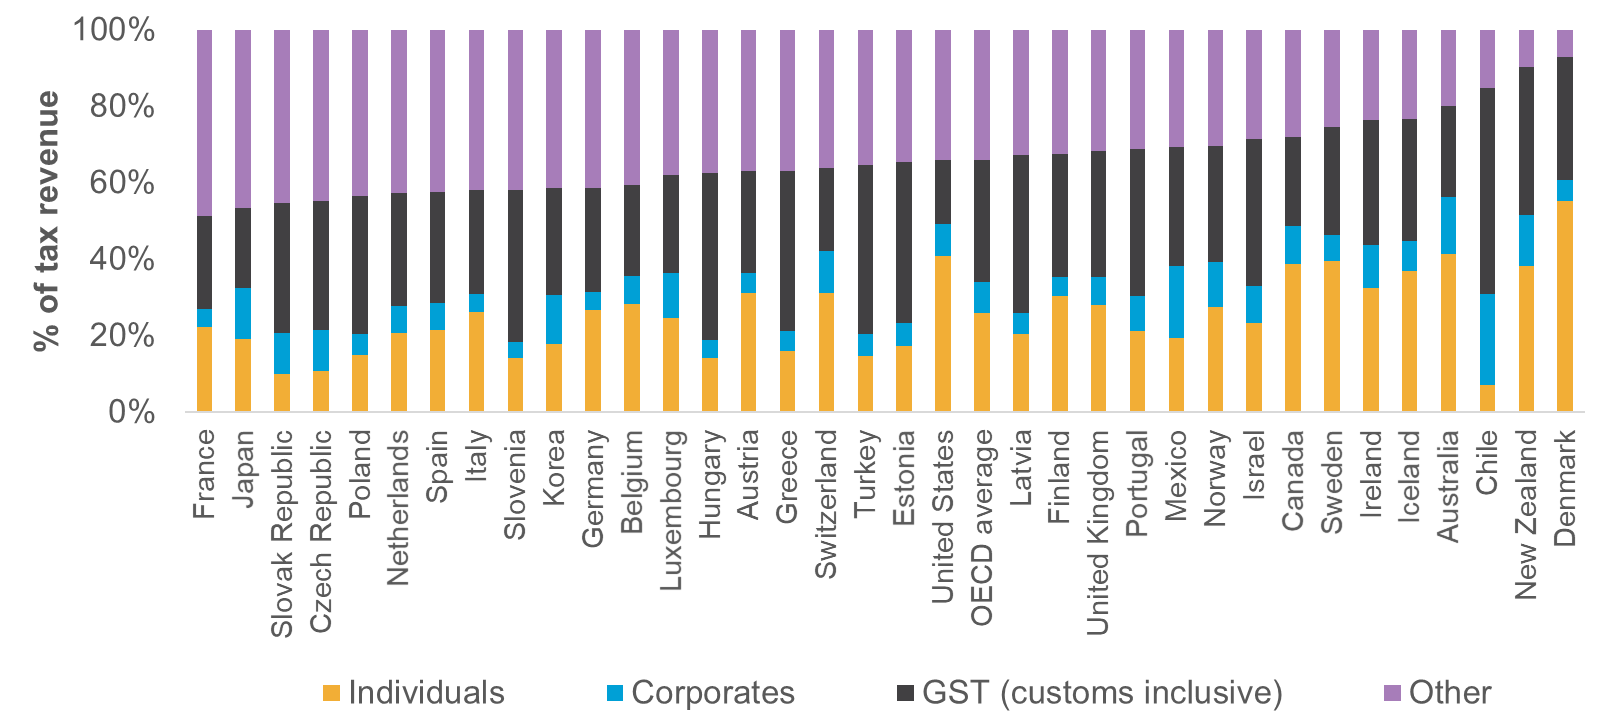 100%
80%
60%
40%
20%
0%
% of tax revenue
France
Japan
Slovak Republic
Czech Republic
Poland
Netherlands
Spain
Italy
Slovenia
Korea
Germany
Belgium
Luxembourg
Hungary
Austria
Greece
Switzerland
Turkey
Estonia
United States
OECD average
Latvia
Finland
United Kingdom
Portugal
Mexico
Norway
Israel
Canada
Sweden
Ireland
Iceland
Australia
Chile
New Zealand
Denmark
Individuals
Corporates
GST (customs inclusive)
Other